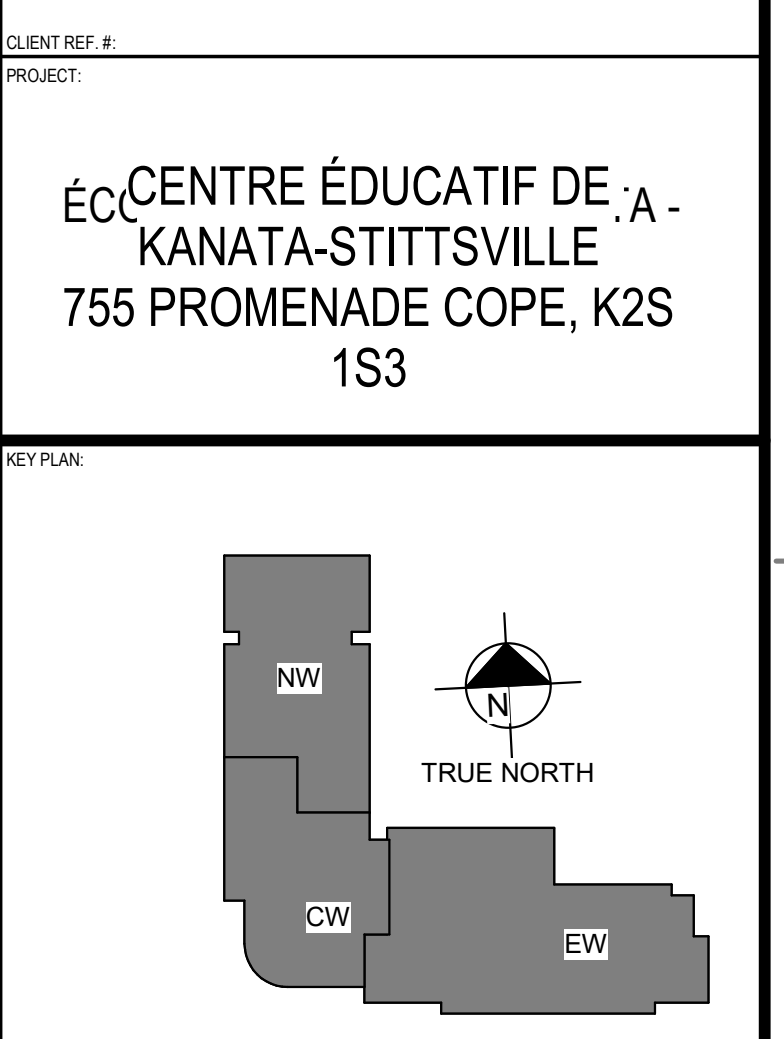 CLIENT REF. #:
PROJECT:
CENTRE ÉDUCATIF DE
KANATA-STITTSVILLE
755 PROMENADE COPE, K2S
1S3
KEY PLAN:
NW
N
TRUE NORTH
CW
EW